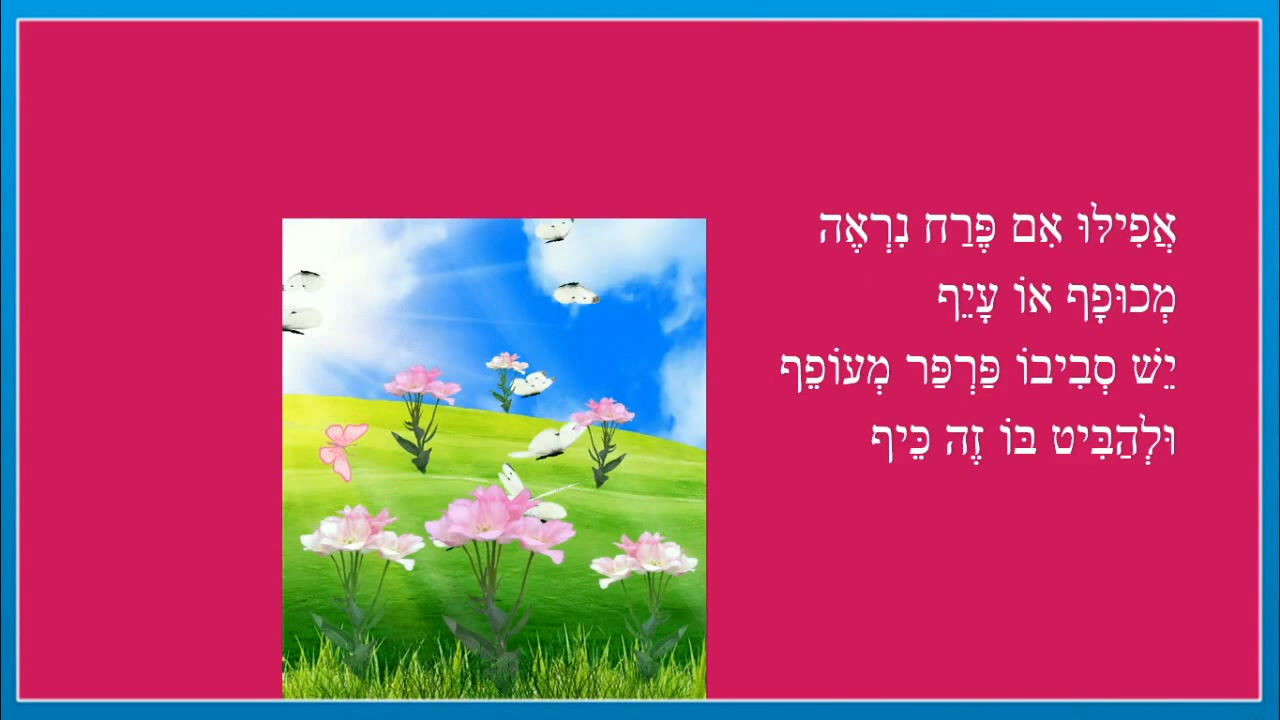 אֲפִילוּ אִם פֶּרַח נִרְאֶה
מְכוּפָף אוֹ עָיֵף
יֵשׁ סְבִיבוֹ פַּרְפַּר מְעוֹפֵף
וּלְהַבִּיט בּוֹ זֶה כֵּיף